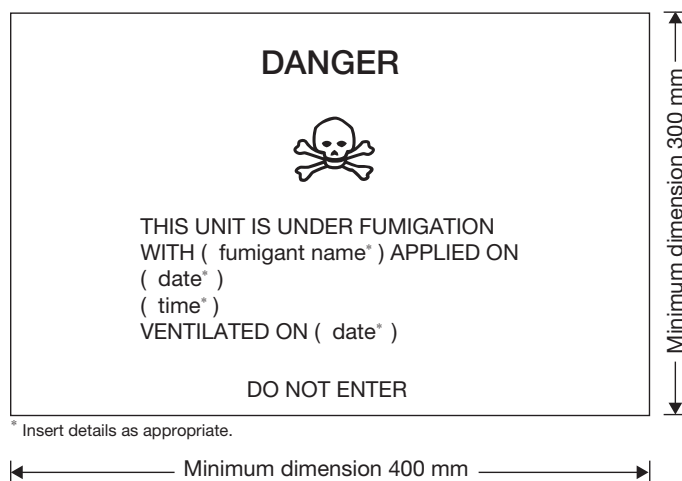 DANGER
THIS UNIT IS UNDER FUMIGATION
WITH ( fumigant name* ) APPLIED ON
( date* )
( time* )
VENTILATED ON ( date* )
DO NOT ENTER
* Insert details as appropriate.
Minimum dimension 400 mm
Minimum dimension 300 mm